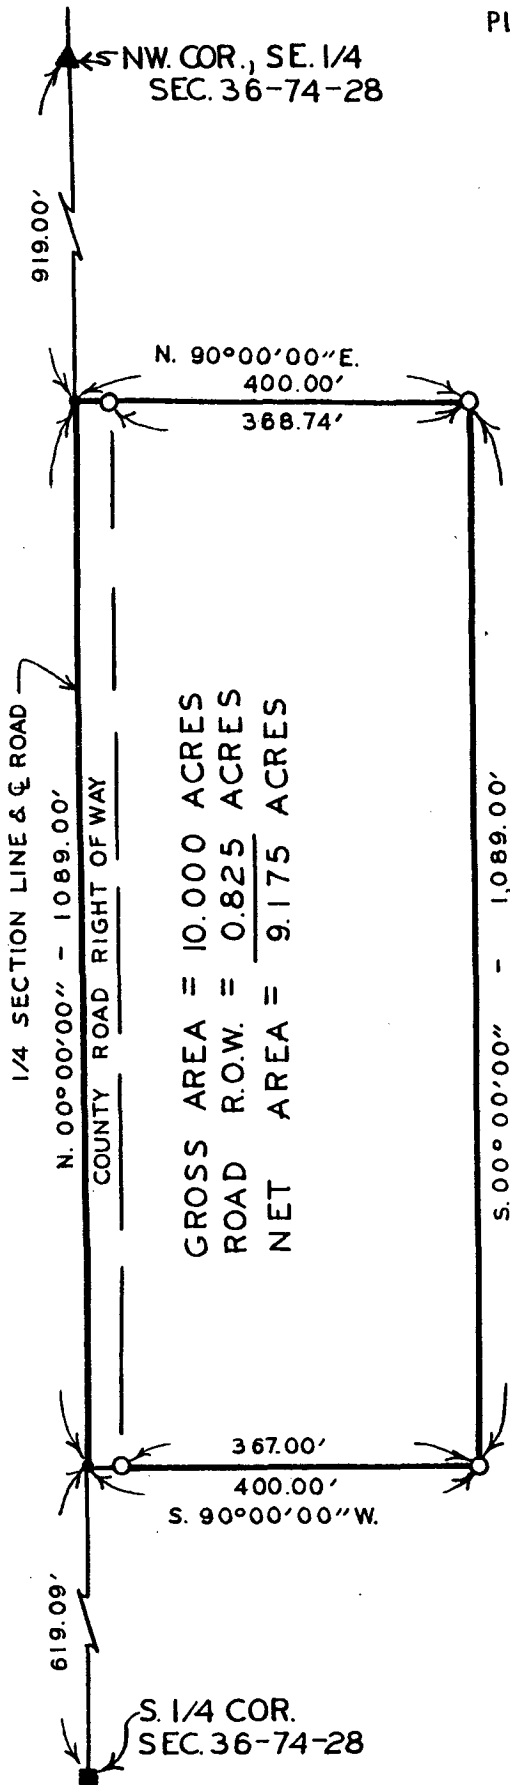 PI
NW. COR., SE. 1/4
SEC. 36-74-28
919.00'
N. 90°00'00"E.
400.00'
368.74'
1/4 SECTION LINE & ℄ ROAD
N. 00°00'00" - 1089.00'
COUNTY ROAD RIGHT OF WAY
GROSS AREA = 10.000 ACRES
ROAD R.O.W. = 0.825 ACRES
NET AREA = 9.175 ACRES
S. 00°00'00" - 1,089.00'
367.00'
400.00'
S. 90°00'00"W.
619.09'
S. 1/4 COR.
SEC. 36-74-28